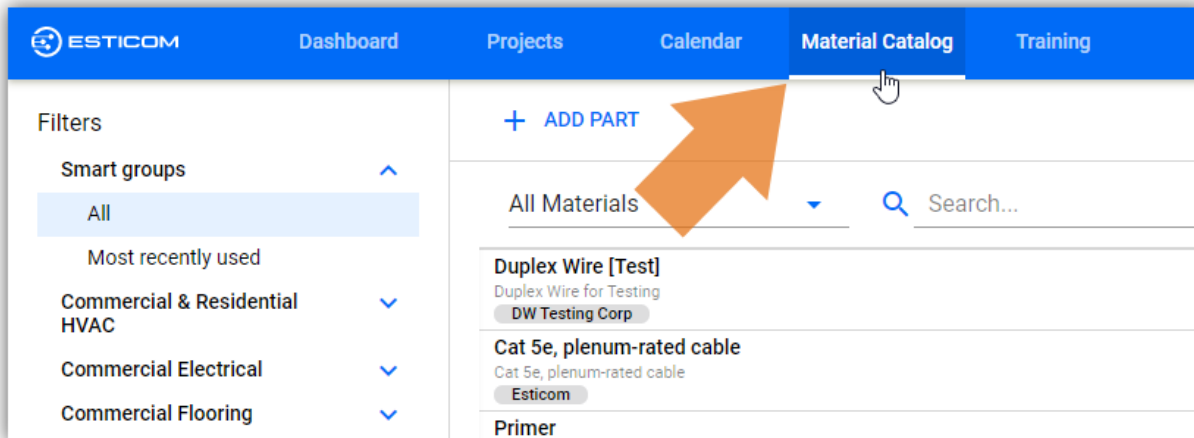 ESTICOM Dashboard Projects Calendar Material Catalog Training
Filters
Smart groups
All
Most recently used
Commercial & Residential
HVAC
Commercial Electrical
Commercial Flooring
+ ADD PART
All Materials Search...
Duplex Wire [Test]
Duplex Wire for Testing
DW Testing Corp
Cat 5e, plenum-rated cable
Cat 5e, plenum-rated cable
Esticom
Primer